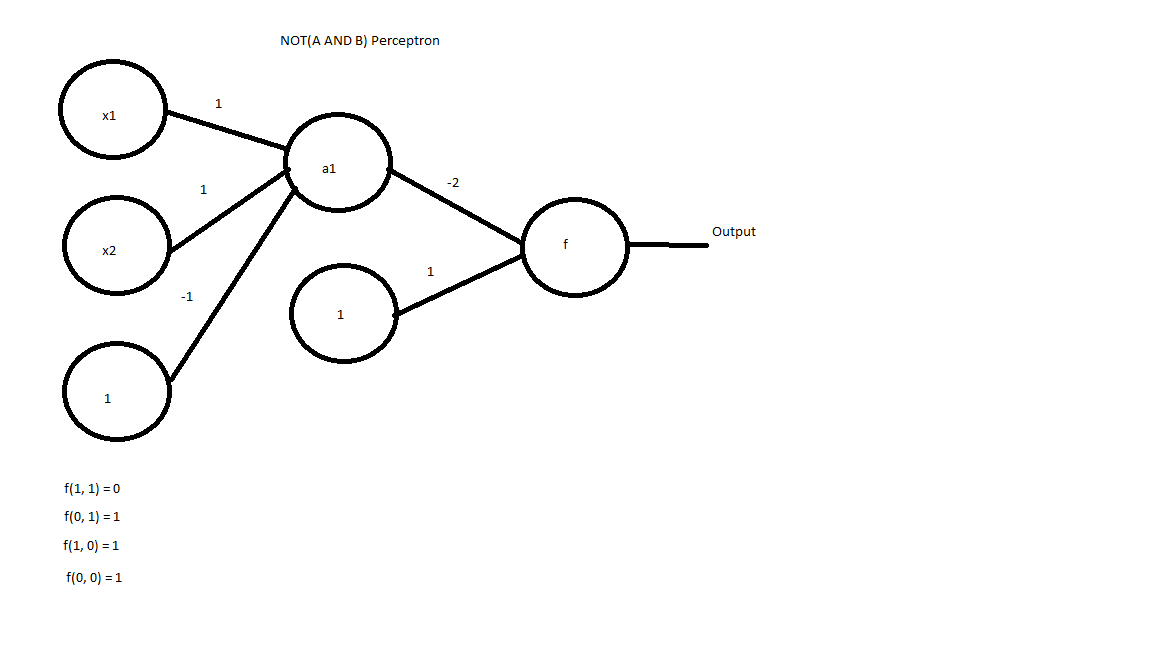 NOT(A AND B) Perceptron
x1
1
a1
1
-2
x2
f
Output
1
-1
1
1
f(1, 1) = 0
f(0, 1) = 1
f(1, 0) = 1
f(0, 0) = 1